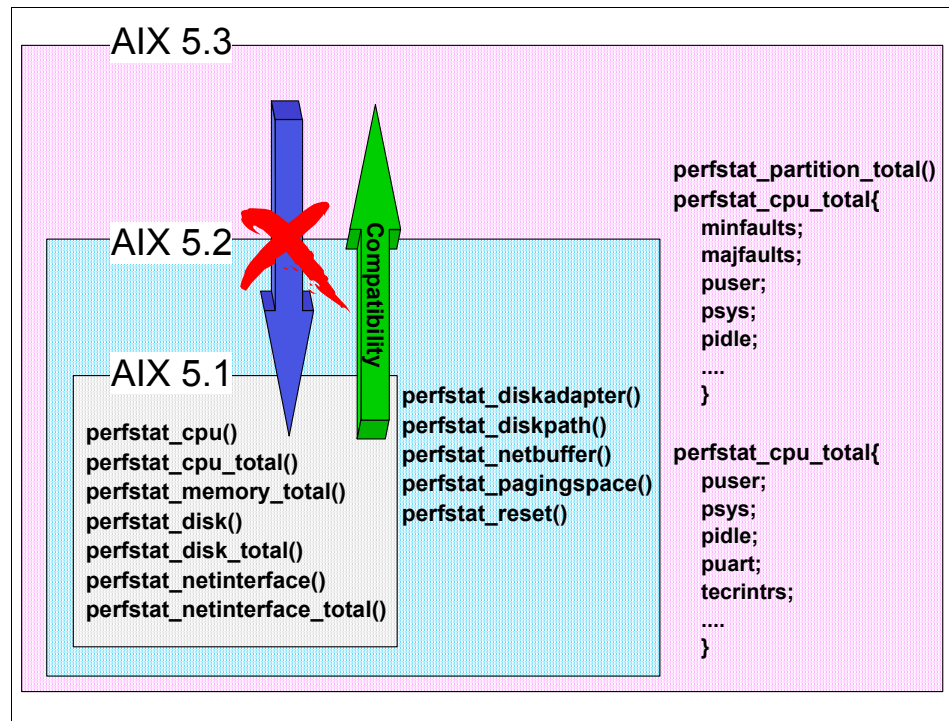 AIX 5.3
perfstat_partition_total()
perfstat_cpu_total{
minfaults;
majfaults;
puser;
psys;
pidle;
....
}
perfstat_cpu_total{
puser;
psys;
pidle;
puart;
tecrintrs;
....
}
AIX 5.2
Compatibility
perfstat_diskadapter()
perfstat_diskpath()
perfstat_netbuffer()
perfstat_pagingspace()
perfstat_reset()
AIX 5.1
perfstat_cpu()
perfstat_cpu_total()
perfstat_memory_total()
perfstat_disk()
perfstat_disk_total()
perfstat_netinterface()
perfstat_netinterface_total()